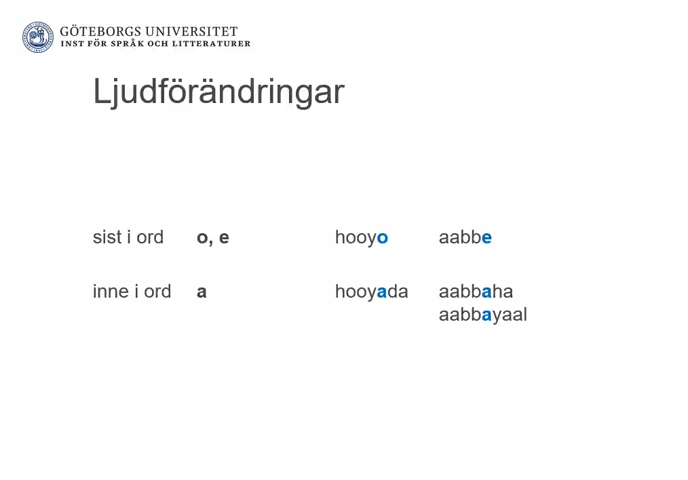 GÖTEBORGS UNIVERSITET
INST FÖR SPRÅK OCH LITTERATURER
Ljudförändringar
sist i ord o, e hooyo aabbe
inne i ord a hooyada aabbaha
aabbayaal